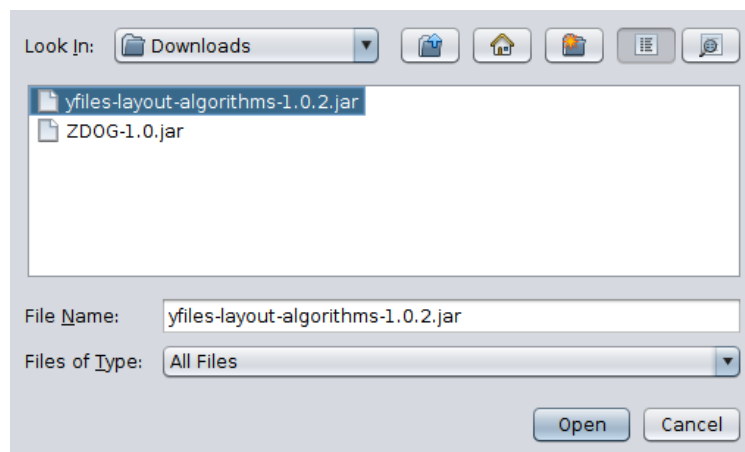 Look In: Downloads
yfiles-layout-algorithms-1.0.2.jar
ZDOG-1.0.jar
File Name: yfiles-layout-algorithms-1.0.2.jar
Files of Type: All Files
Open Cancel